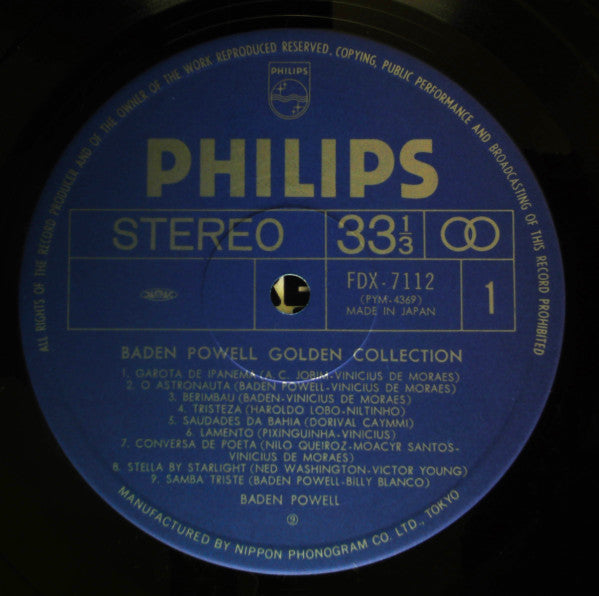 ALL RIGHTS OF THE RECORD PRODUCER AND OF THE OWNER OF THE WORK REPRODUCED RESERVED. COPYING, PUBLIC PERFORMANCE AND BROADCASTING OF THIS RECORD PROHIBITED
PHILIPS
PHILIPS
STEREO 33⅓
FDX-7112
(PYM-4369)
MADE IN JAPAN
1
BADEN POWELL GOLDEN COLLECTION
1. GAROTA DE IPANEMA (A. C. JOBIM-VINICIUS DE MORAES)
2. O ASTRONAUTA (BADEN POWELL-VINICIUS DE MORAES)
3. BERIMBAU (BADEN-VINICIUS DE MORAES)
4. TRISTEZA (HAROLDO LOBO-NILTINHO)
5. SAUDADES DA BAHIA (DORIVAL CAYMMI)
6. LAMENTO (PIXINGUINHA-VINICIUS)
7. CONVERSA DE POETA (NILO QUEIROZ-MOACYR SANTOS-
VINICIUS DE MORAES)
8. STELLA BY STARLIGHT (NED WASHINGTON-VICTOR YOUNG)
9. SAMBA TRISTE (BADEN POWELL-BILLY BLANCO)
BADEN POWELL
MANUFACTURED BY NIPPON PHONOGRAM CO. LTD., TOKYO